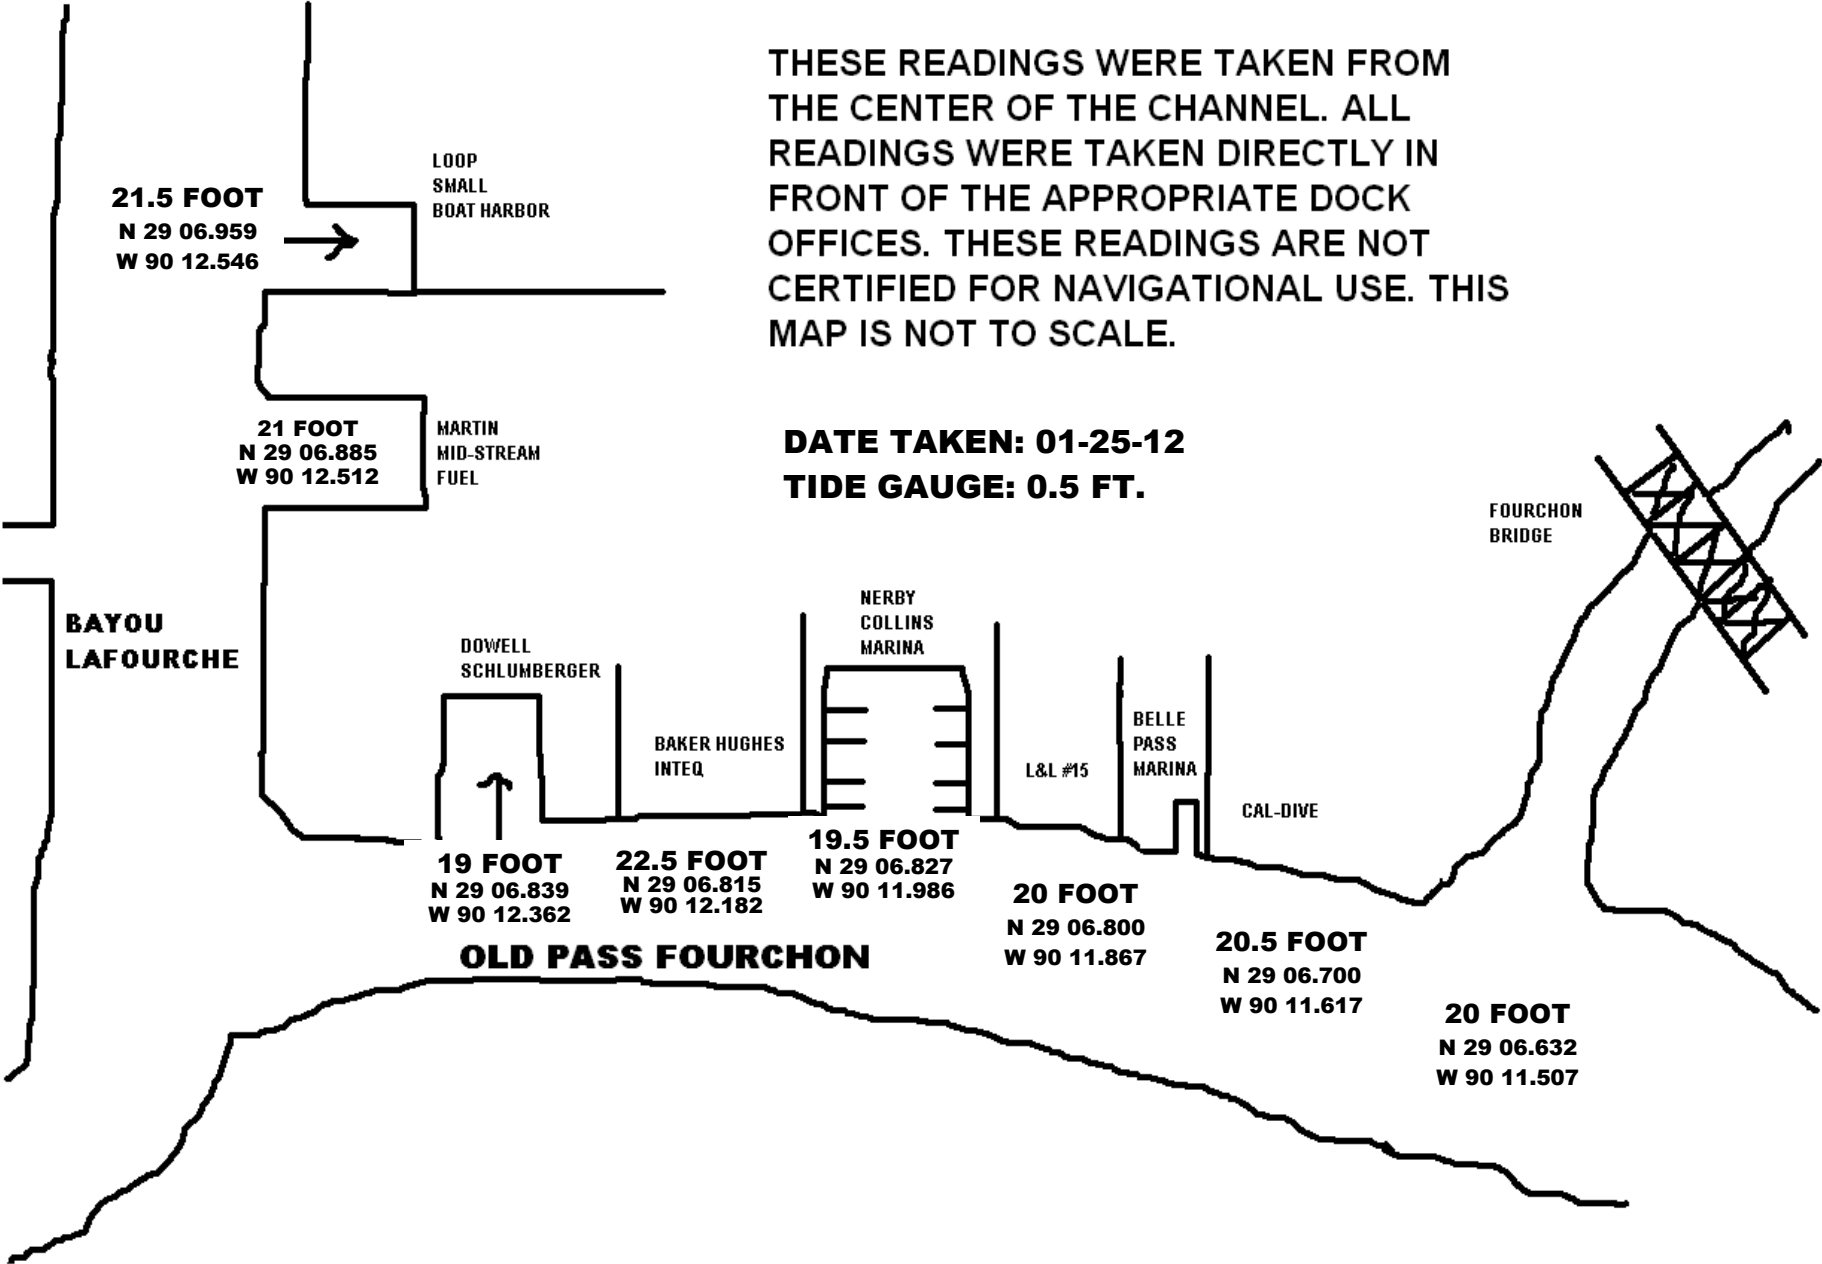 THESE READINGS WERE TAKEN FROM
THE CENTER OF THE CHANNEL. ALL
READINGS WERE TAKEN DIRECTLY IN
FRONT OF THE APPROPRIATE DOCK
OFFICES. THESE READINGS ARE NOT
CERTIFIED FOR NAVIGATIONAL USE. THIS
MAP IS NOT TO SCALE.
LOOP
SMALL
BOAT HARBOR
21.5 FOOT
N 29 06.959
W 90 12.546
21 FOOT
N 29 06.885
W 90 12.512
MARTIN
MID-STREAM
FUEL
DATE TAKEN: 01-25-12
TIDE GAUGE: 0.5 FT.
FOURCHON
BRIDGE
BAYOU
LAFOURCHE
DOWELL
SCHLUMBERGER
BAKER HUGHES
INTEQ
NERBY
COLLINS
MARINA
L&L #15
BELLE
PASS
MARINA
CAL-DIVE
19 FOOT
N 29 06.839
W 90 12.362
22.5 FOOT
N 29 06.815
W 90 12.182
19.5 FOOT
N 29 06.827
W 90 11.986
20 FOOT
N 29 06.800
W 90 11.867
20.5 FOOT
N 29 06.700
W 90 11.617
20 FOOT
N 29 06.632
W 90 11.507
OLD PASS FOURCHON